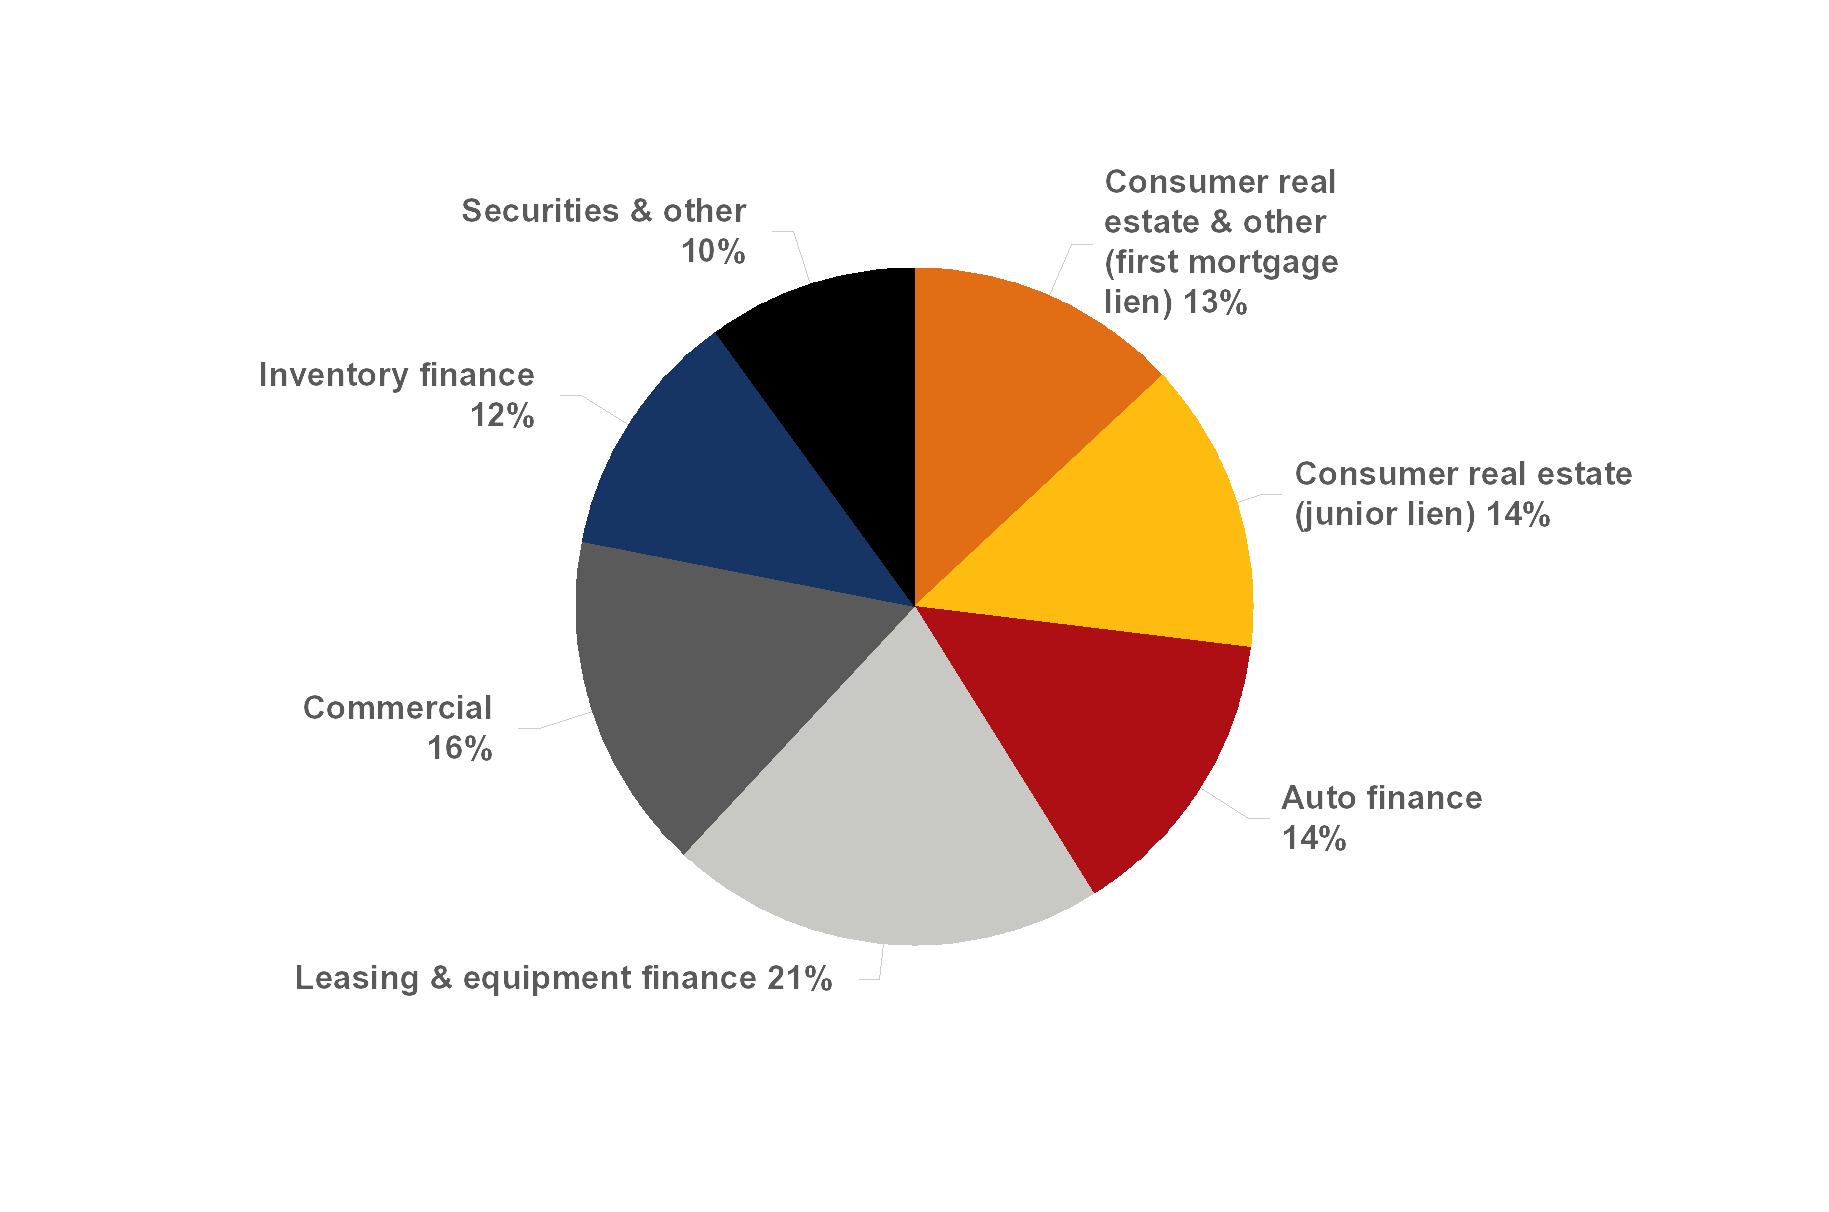 Consumer real
estate & other
(first mortgage
lien) 13%
Consumer real estate
(junior lien) 14%
Auto finance
14%
Leasing & equipment finance 21%
Commercial
16%
Inventory finance
12%
Securities & other
10%